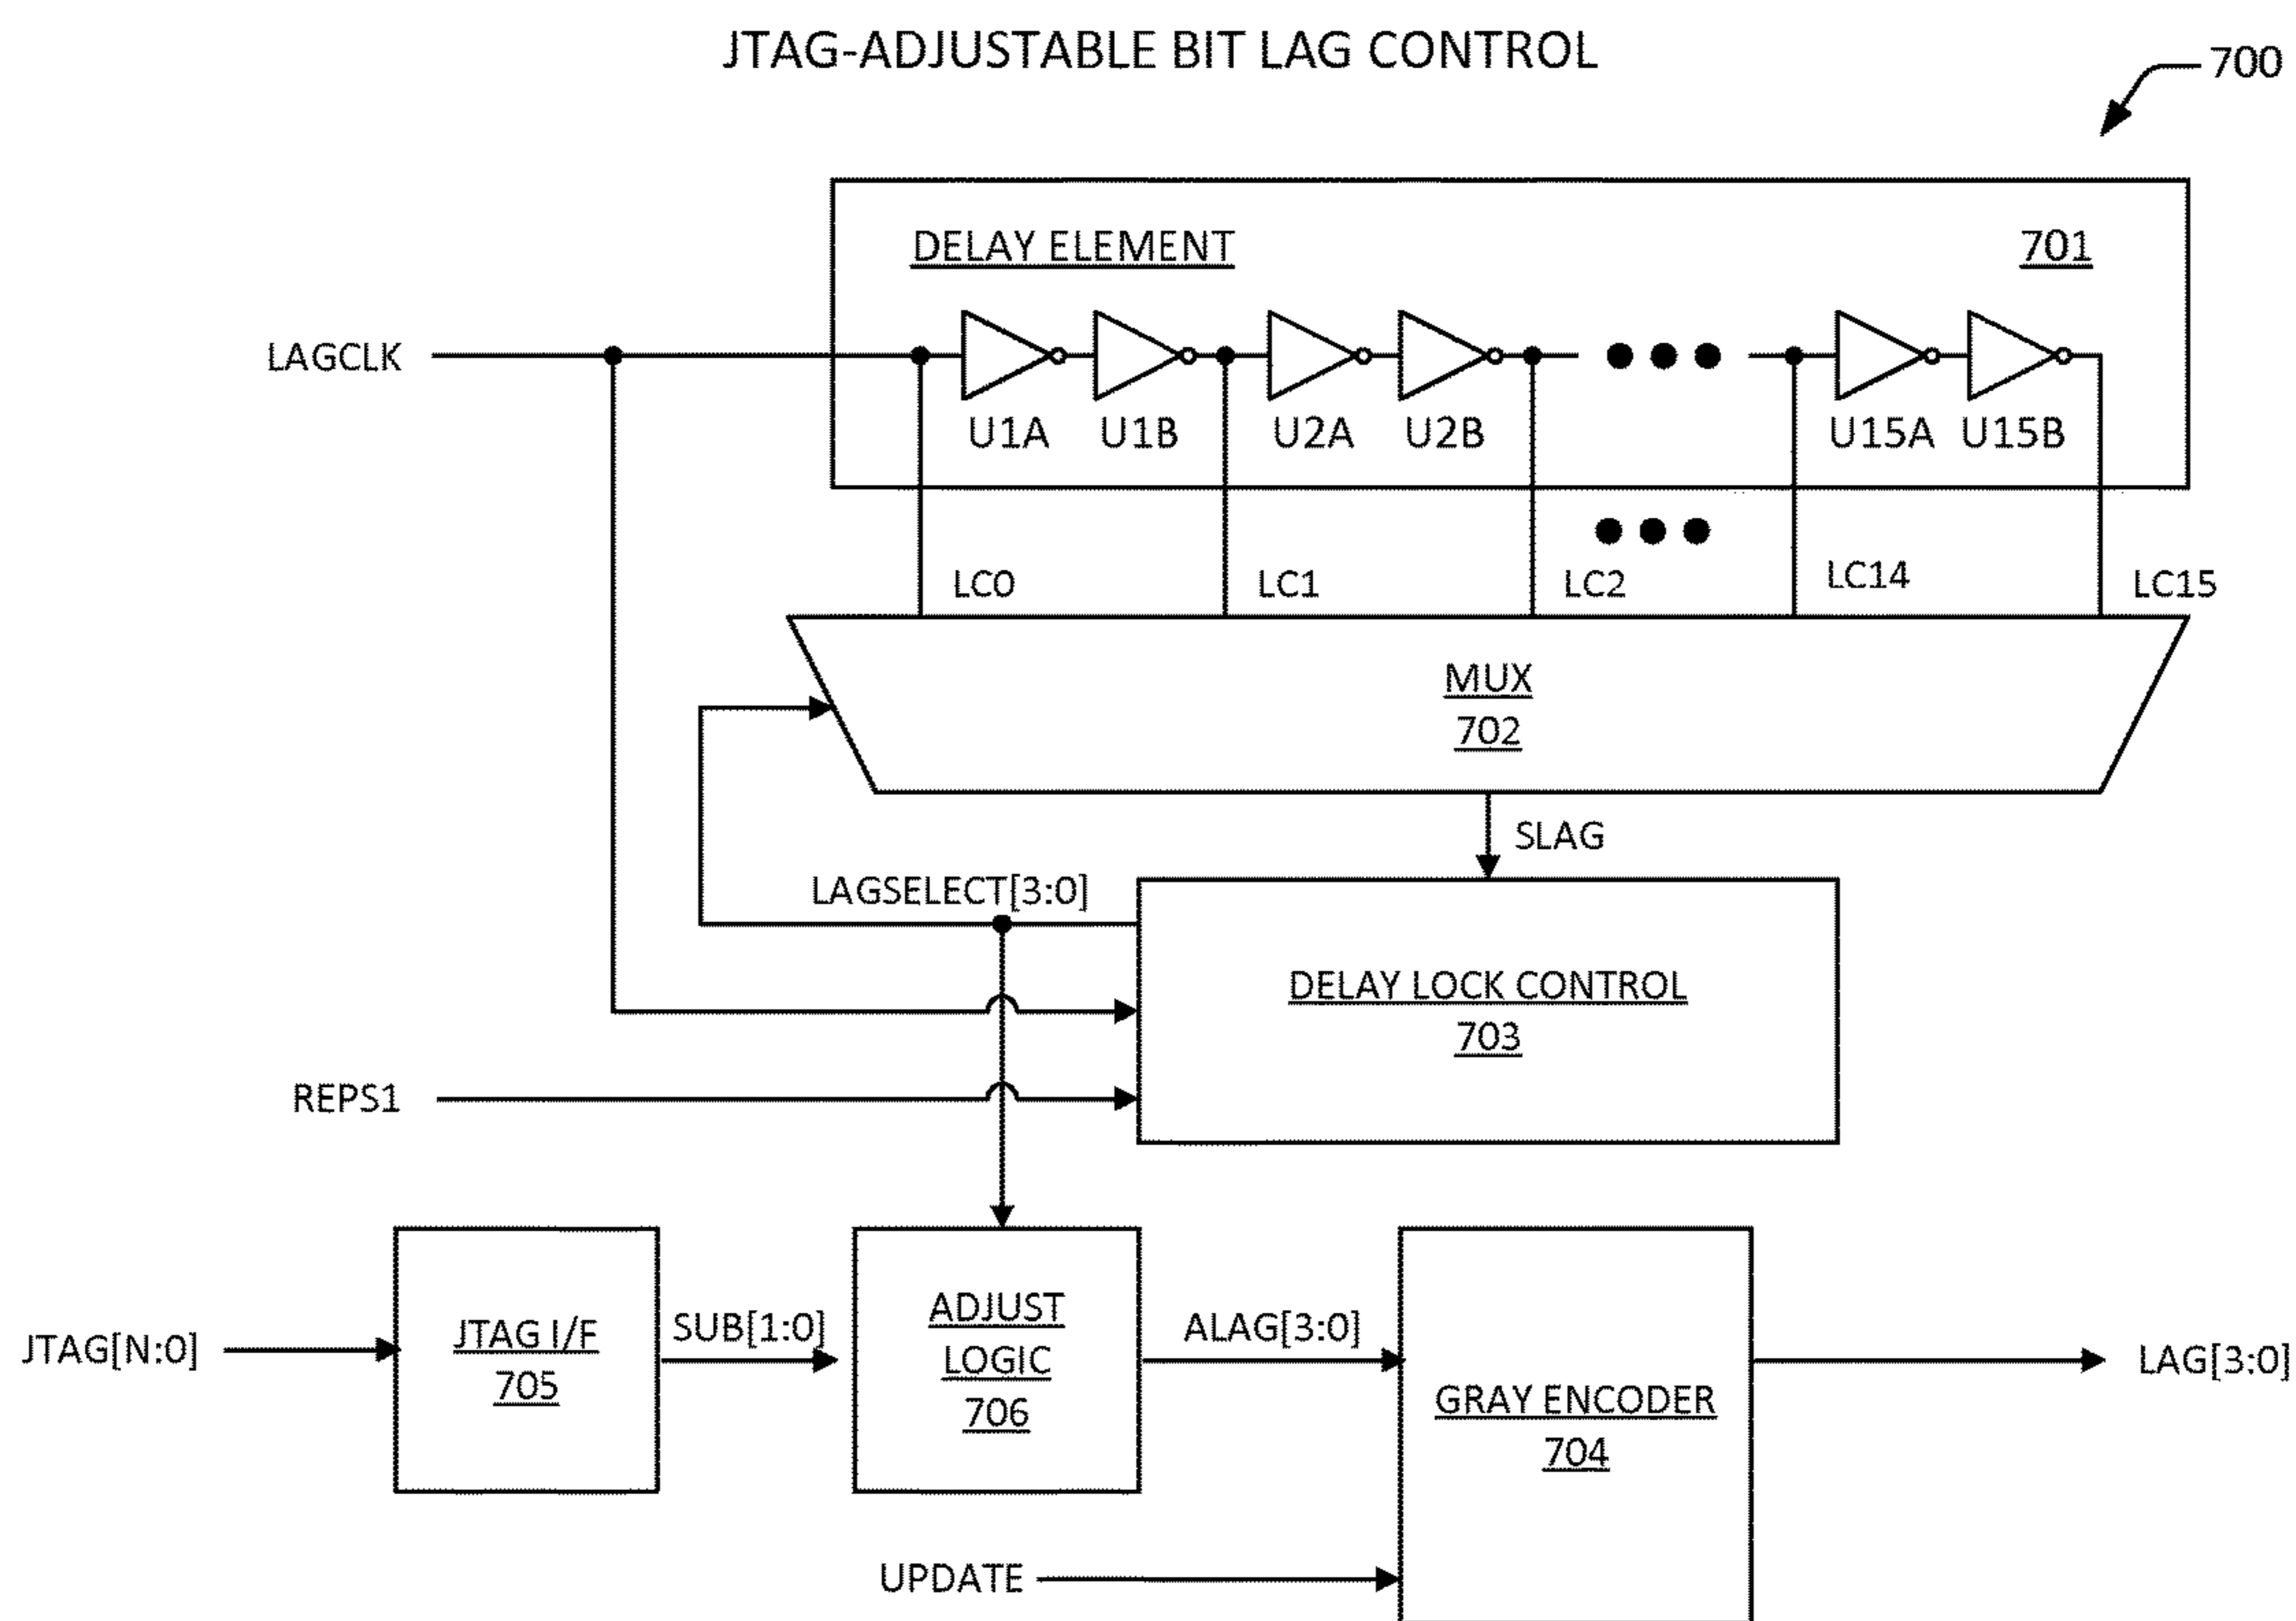 JTAG-ADJUSTABLE BIT LAG CONTROL
700
DELAY ELEMENT
701
LAGCLK
U1A
U1B
U2A
U2B
U15A
U15B
LC0
LC1
LC2
LC14
LC15
MUX
702
SLAG
LAGSELECT[3:0]
DELAY LOCK CONTROL
703
REPS1
JTAG[N:0]
JTAG I/F
705
SUB[1:0]
ADJUST
LOGIC
706
ALAG[3:0]
GRAY ENCODER
704
LAG[3:0]
UPDATE